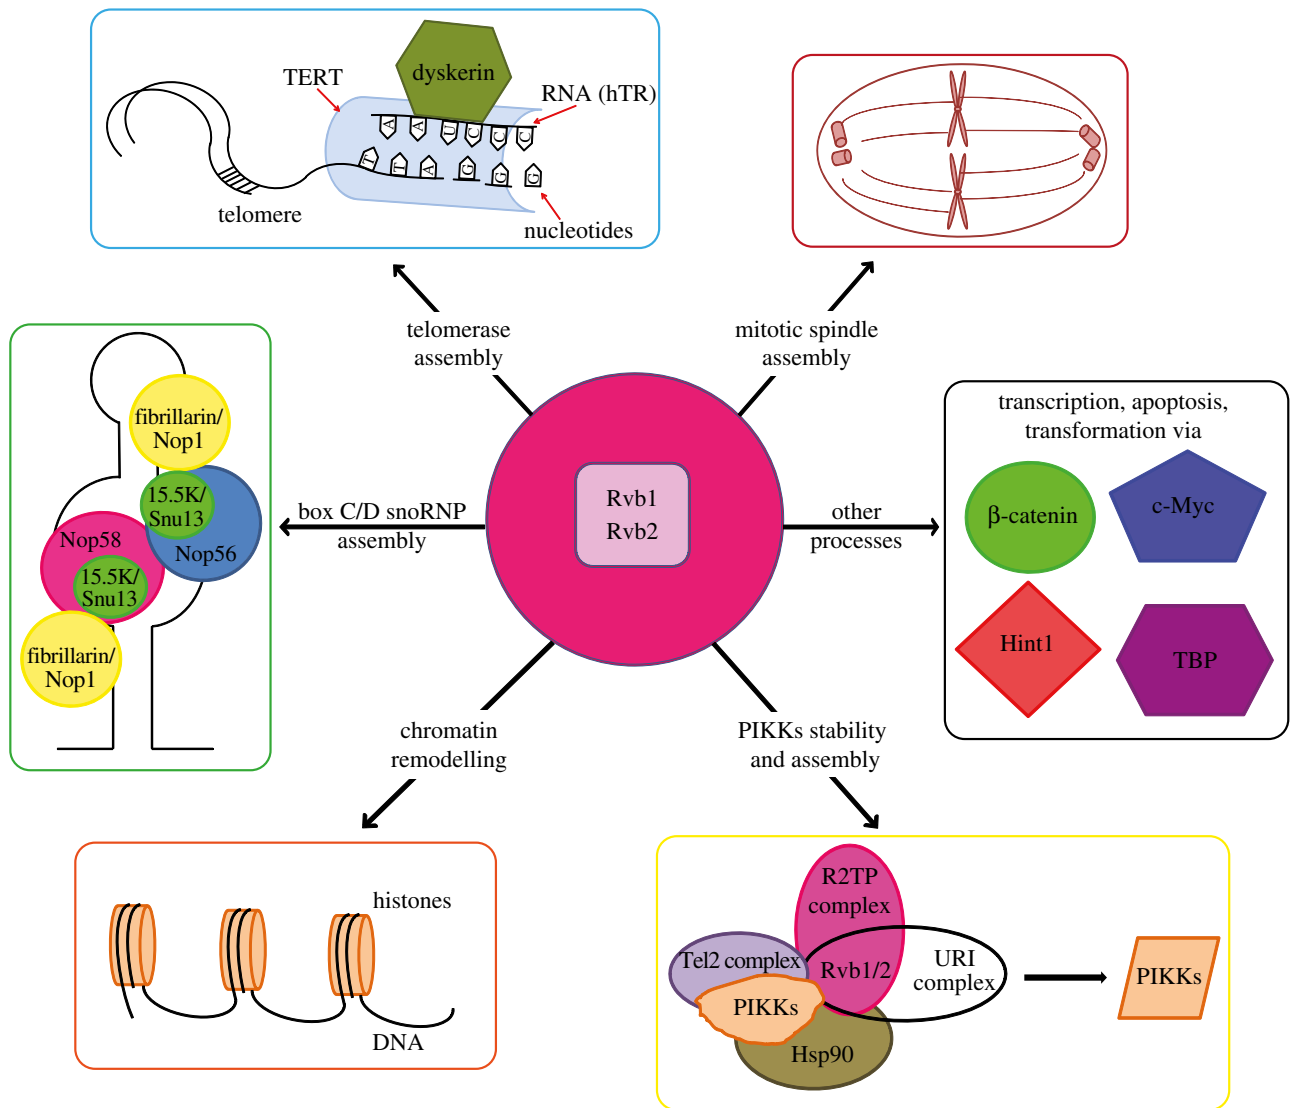 dyskerin
TERT
RNA (hTR)
A A U C C C
T T A G G G
telomere
nucleotides
telomerase
assembly
mitotic spindle
assembly
fibrillarin/
Nop1
15.5K/
Snu13
Nop58
Nop56
15.5K/
Snu13
fibrillarin/
Nop1
box C/D snoRNP
assembly
Rvb1
Rvb2
other
processes
transcription, apoptosis,
transformation via
β-catenin
c-Myc
Hint1
TBP
chromatin
remodelling
PIKKs stability
and assembly
histones
DNA
R2TP
complex
Tel2 complex
Rvb1/2
URI
complex
PIKKs
Hsp90
PIKKs